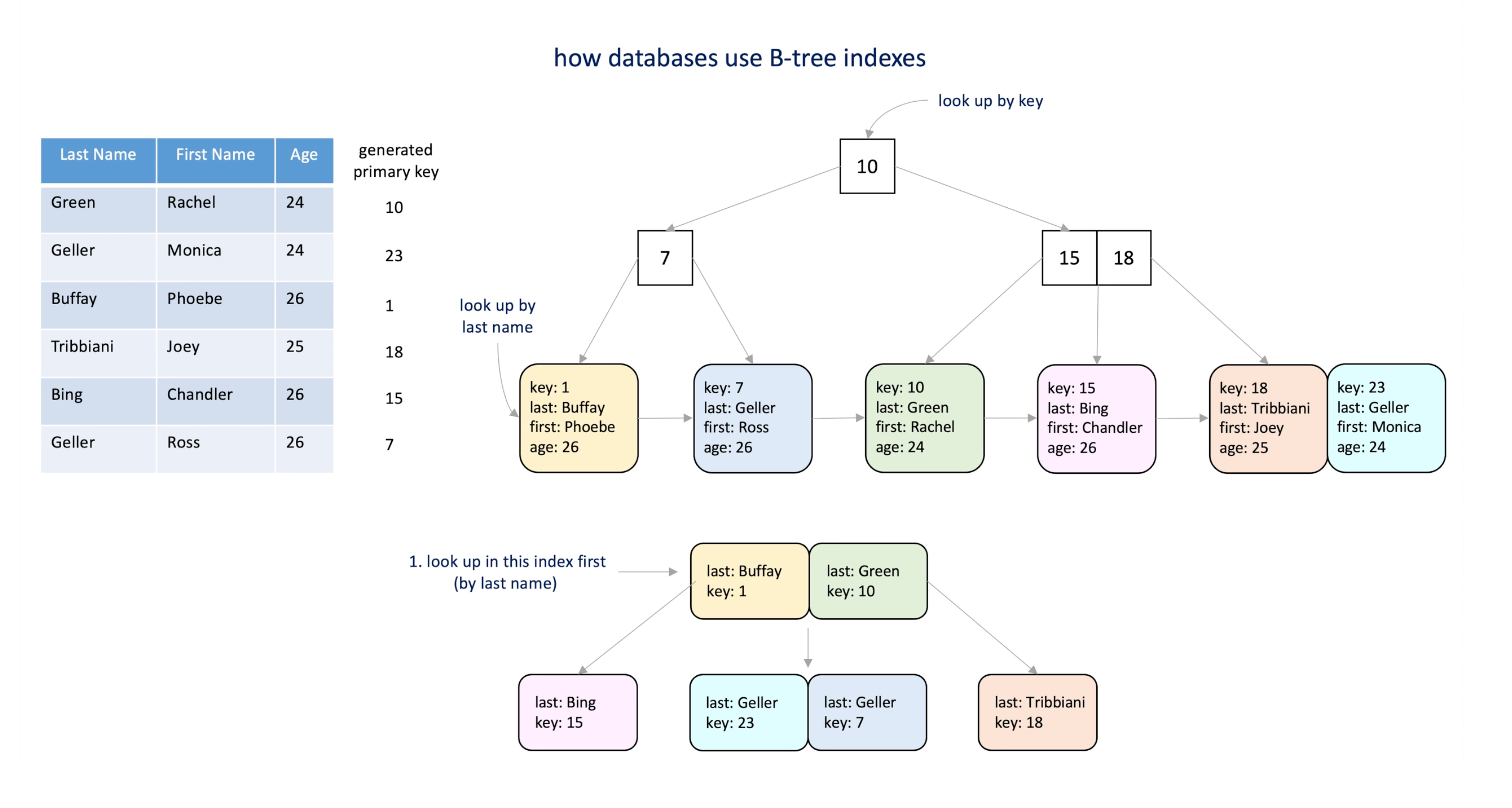 how databases use B-tree indexes
look up by key
Last Name First Name Age
generated
primary key
Green Rachel 24 10
Geller Monica 24 23
Buffay Phoebe 26 1
Tribbiani Joey 25 18
Bing Chandler 26 15
Geller Ross 26 7
10
7
15 18
look up by
last name
key: 1
last: Buffay
first: Phoebe
age: 26
key: 7
last: Geller
first: Ross
age: 26
key: 10
last: Green
first: Rachel
age: 24
key: 15
last: Bing
first: Chandler
age: 26
key: 18
last: Tribbiani
first: Joey
age: 25
key: 23
last: Geller
first: Monica
age: 24
1. look up in this index first
(by last name)
last: Buffay
key: 1
last: Green
key: 10
last: Bing
key: 15
last: Geller
key: 23
last: Geller
key: 7
last: Tribbiani
key: 18